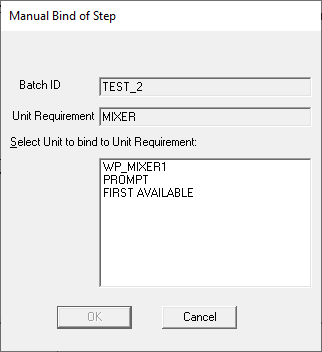 Manual Bind of Step
Batch ID
TEST_2
Unit Requirement
MIXER
Select Unit to bind to Unit Requirement:
WP_MIXER1
PROMPT
FIRST AVAILABLE
OK
Cancel